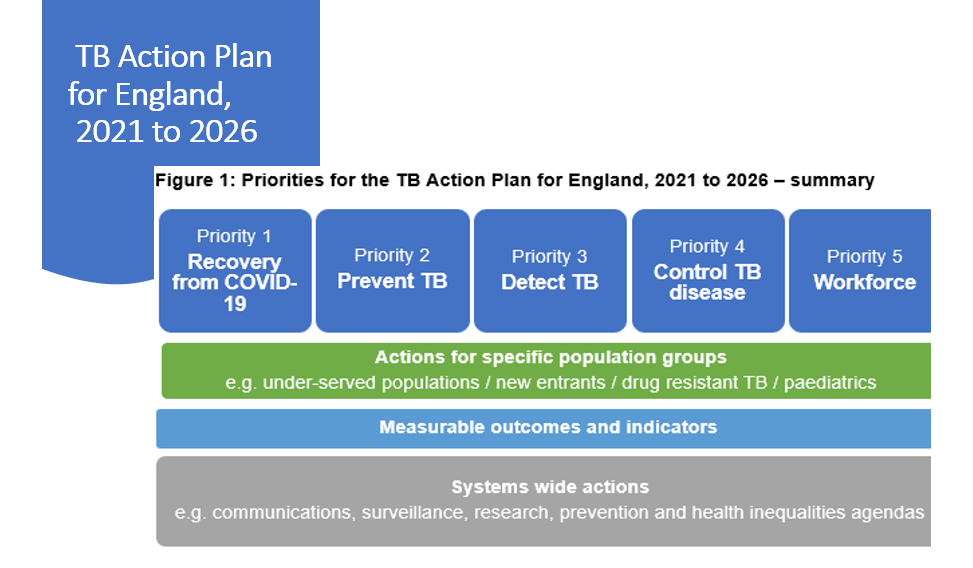 TB Action Plan
for England,
2021 to 2026
Figure 1: Priorities for the TB Action Plan for England, 2021 to 2026 – summary
Priority 1
Recovery
from COVID-
19
Priority 2
Prevent TB
Priority 3
Detect TB
Priority 4
Control TB
disease
Priority 5
Workforce
Actions for specific population groups
e.g. under-served populations / new entrants / drug resistant TB / paediatrics
Measurable outcomes and indicators
Systems wide actions
e.g. communications, surveillance, research, prevention and health inequalities agendas